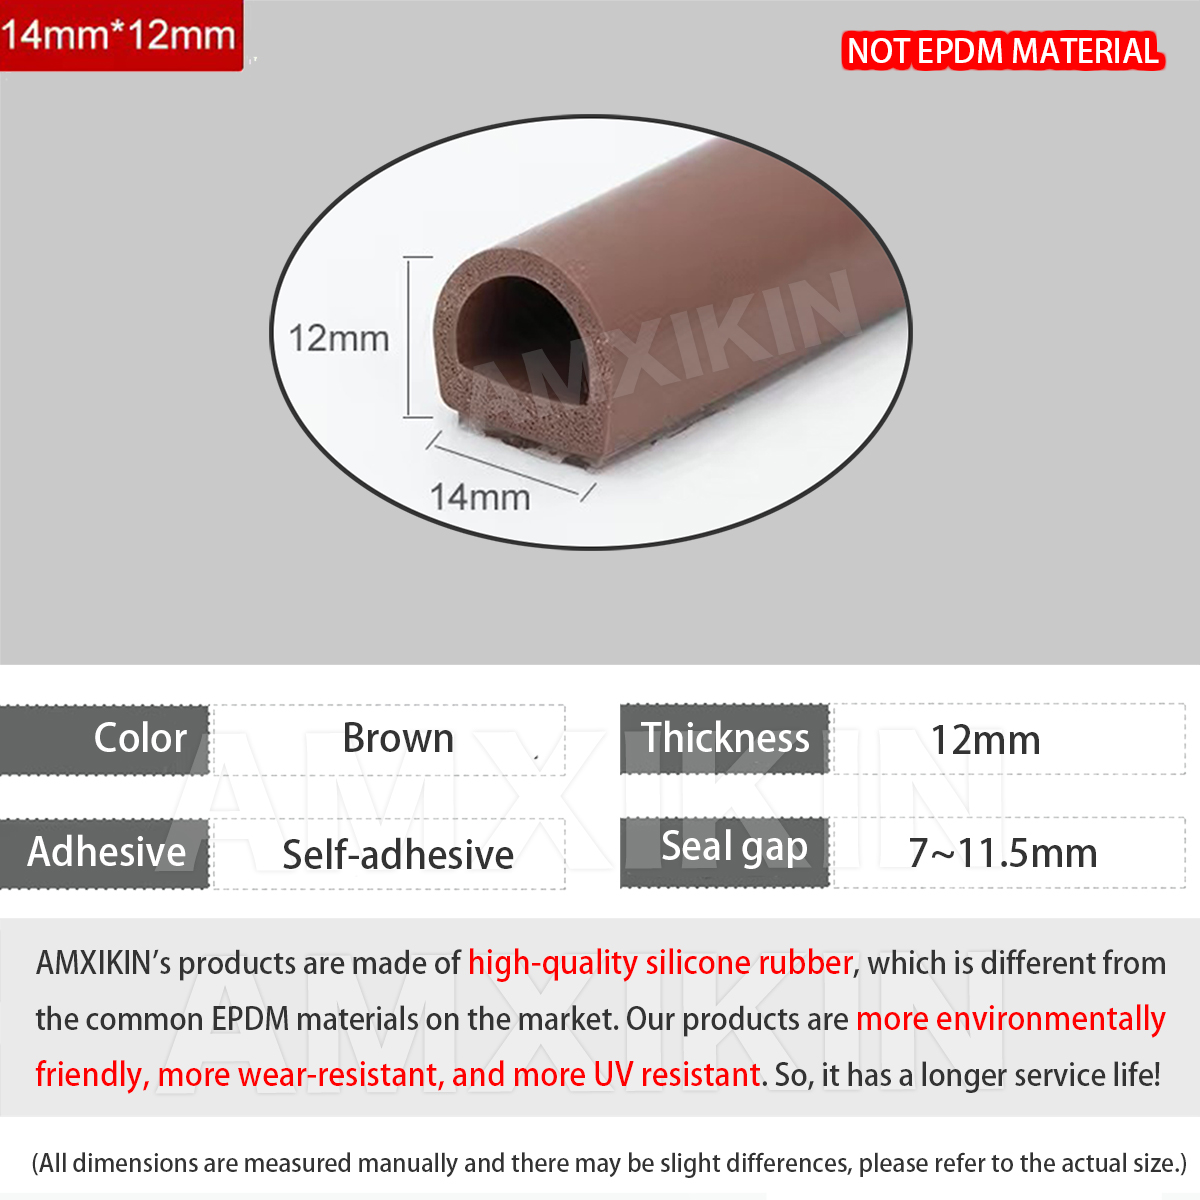 14mm*12mm
NOT EPDM MATERIAL
12mm
AMXIKIN
14mm
Color Brown
Thickness 12mm
Adhesive Self-adhesive
Seal gap 7~11.5mm
AMXIKIN
AMXIKIN’s products are made of high-quality silicone rubber, which is different from
the common EPDM materials on the market. Our products are more environmentally
friendly, more wear-resistant, and more UV resistant. So, it has a longer service life!
AMXIKIN
(All dimensions are measured manually and there may be slight differences, please refer to the actual size.)